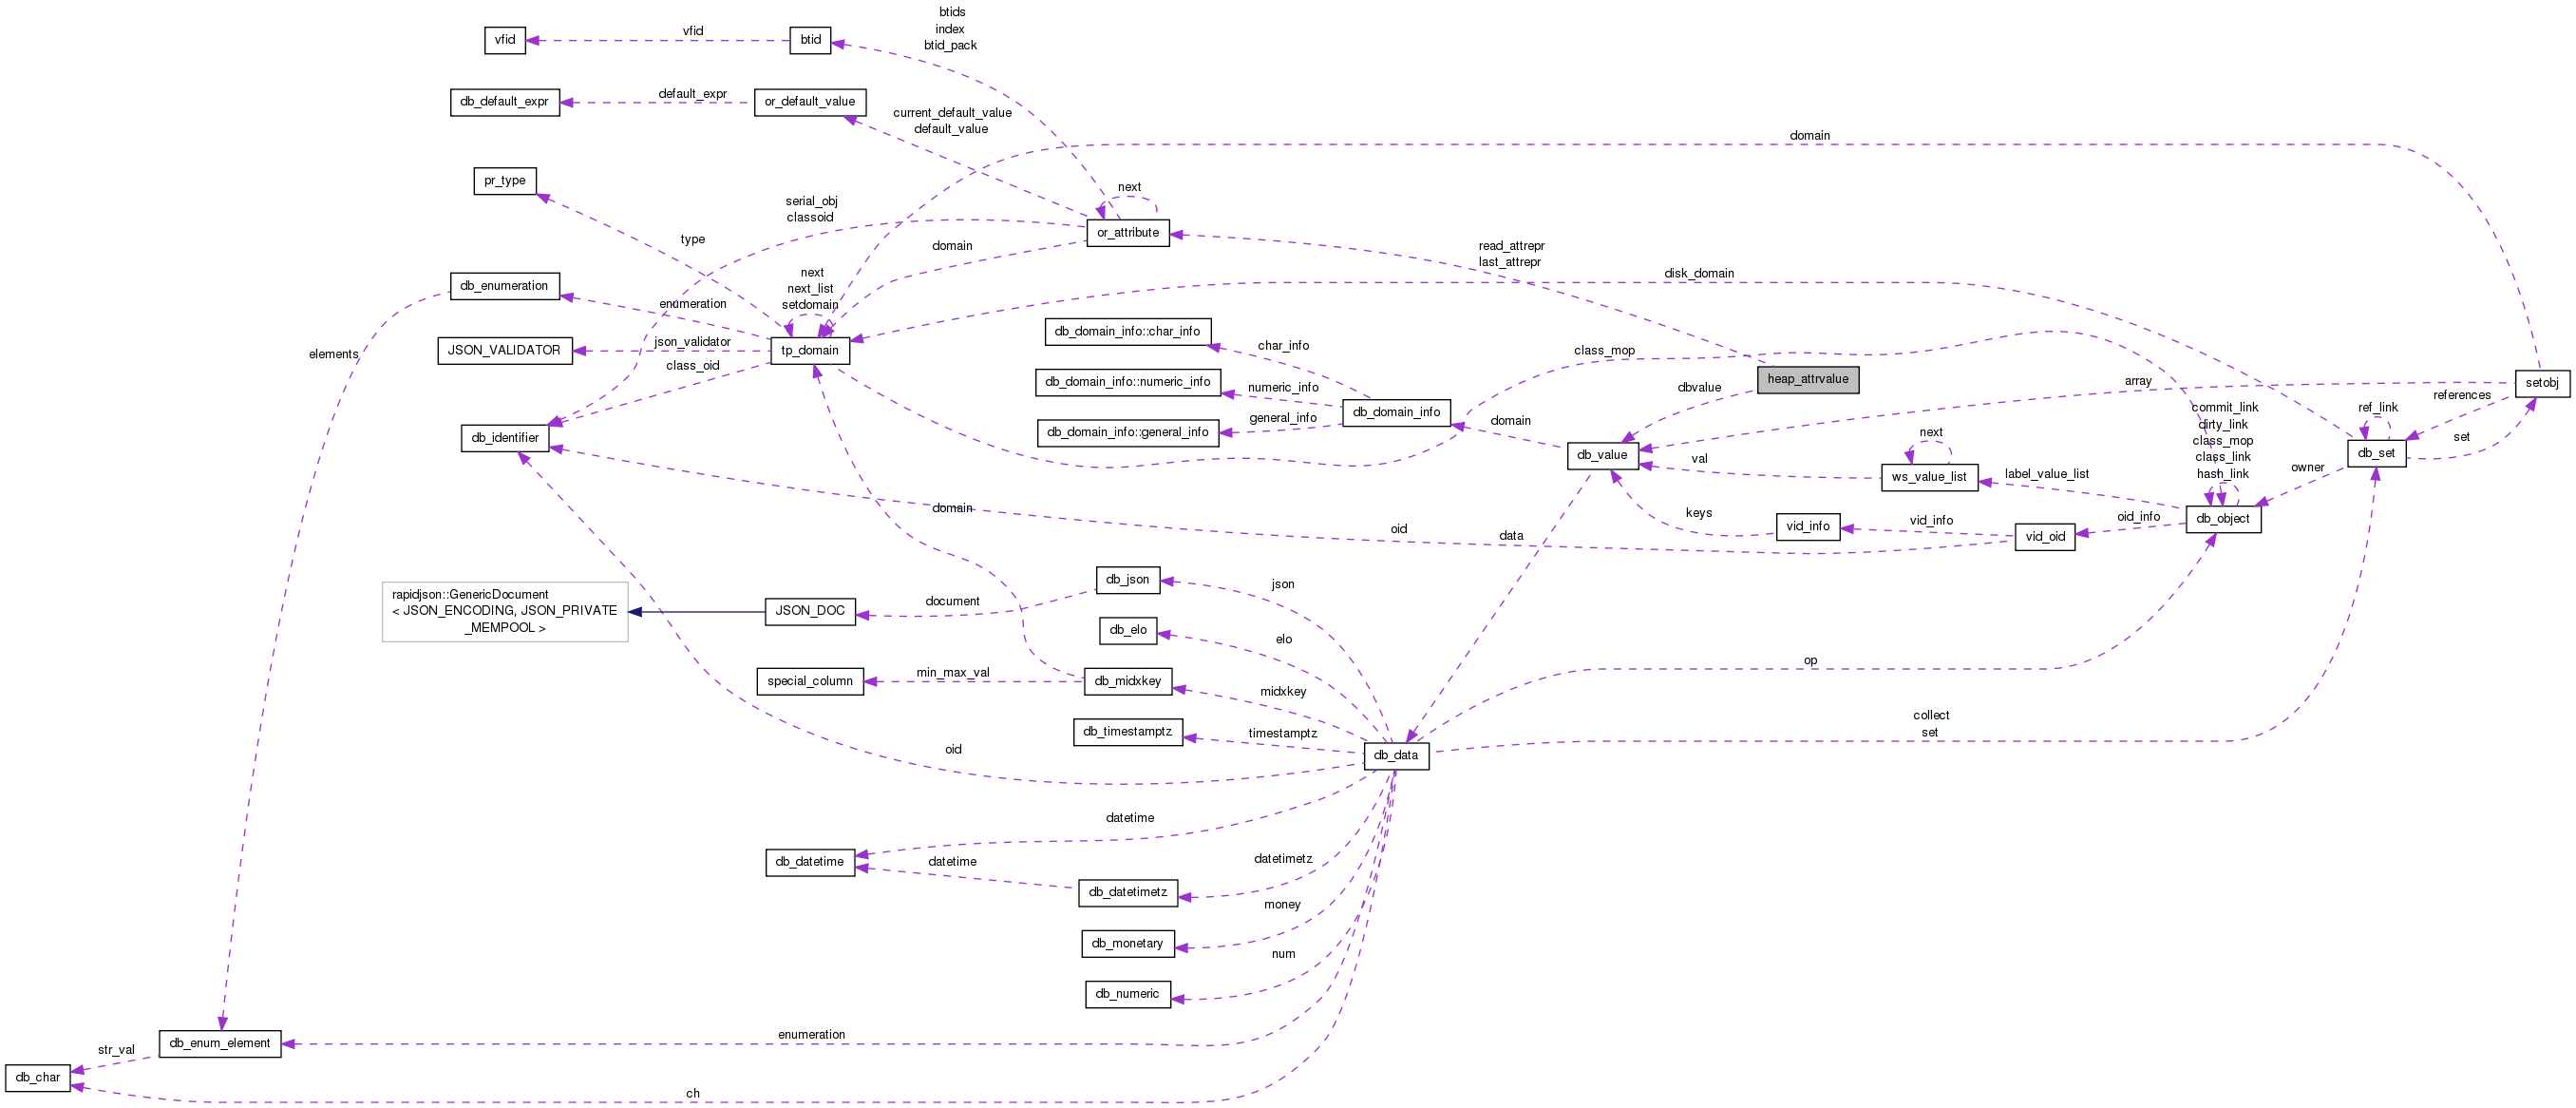 btids
index
btid_pack
vfid
vfid
btid
db_default_expr
default_expr
or_default_value
current_default_value
default_value
domain
pr_type
next
serial_obj
classoid
type
or_attribute
domain
read_attrepr
last_attrepr
next
next_list
setdomain
disk_domain
db_enumeration
enumeration
db_domain_info::char_info
char_info
JSON_VALIDATOR
json_validator
tp_domain
elements
class_oid
class_mop
heap_attrvalue
setobj
db_domain_info::numeric_info
numeric_info
dbvalue
array
references
db_domain_info
general_info
db_domain_info::general_info
domain
commit_link
dirty_link
class_mop
class_link
hash_link
ref_link
set
db_identifier
db_value
val
next
ws_value_list
label_value_list
owner
db_set
domain
oid
data
keys
vid_info
vid_info
vid_oid
oid_info
db_object
rapidjson::GenericDocument
< JSON_ENCODING, JSON_PRIVATE
_MEMPOOL >
JSON_DOC
document
db_json
json
db_elo
elo
special_column
min_max_val
db_midxkey
midxkey
op
db_timestamptz
timestamptz
collect
set
oid
db_data
datetime
db_datetime
datetime
db_datetimetz
datetimetz
money
db_monetary
num
db_numeric
db_enum_element
enumeration
str_val
db_char
ch